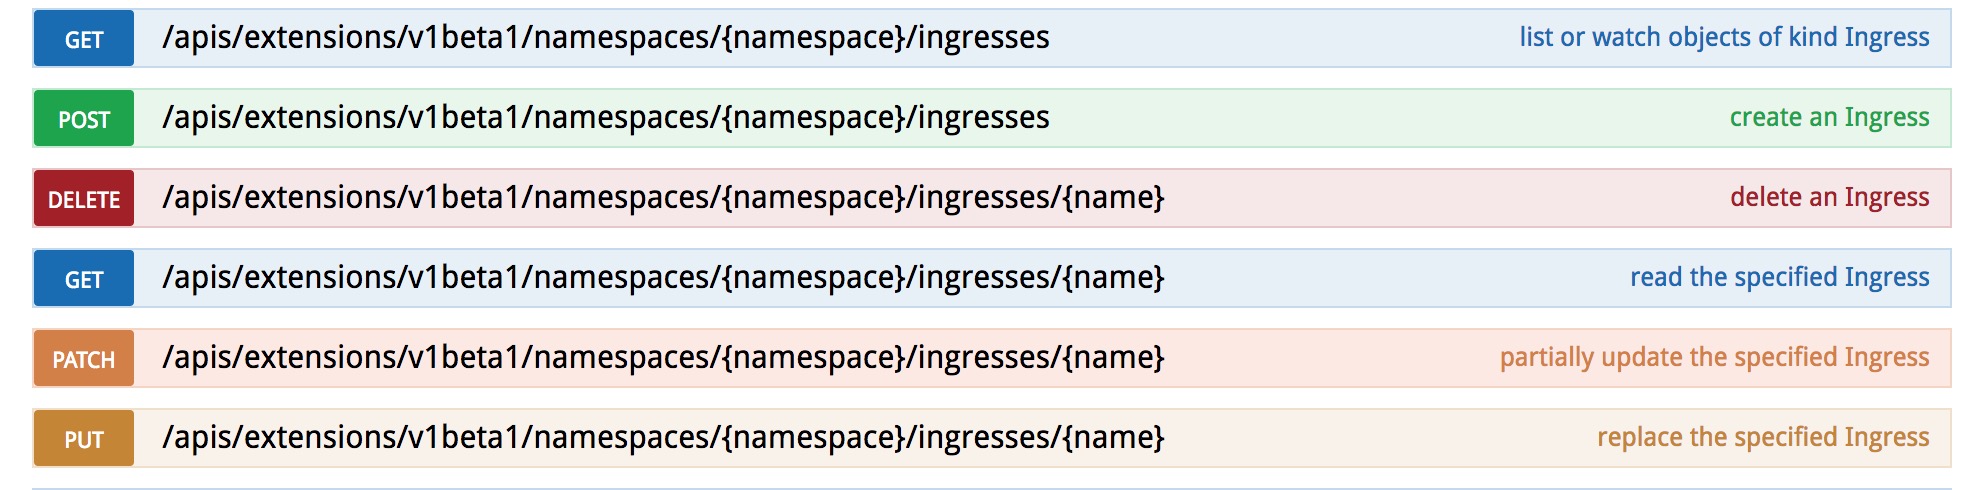 GET /apis/extensions/v1beta1/namespaces/{namespace}/ingresses list or watch objects of kind Ingress
POST /apis/extensions/v1beta1/namespaces/{namespace}/ingresses create an Ingress
DELETE /apis/extensions/v1beta1/namespaces/{namespace}/ingresses/{name} delete an Ingress
GET /apis/extensions/v1beta1/namespaces/{namespace}/ingresses/{name} read the specified Ingress
PATCH /apis/extensions/v1beta1/namespaces/{namespace}/ingresses/{name} partially update the specified Ingress
PUT /apis/extensions/v1beta1/namespaces/{namespace}/ingresses/{name} replace the specified Ingress